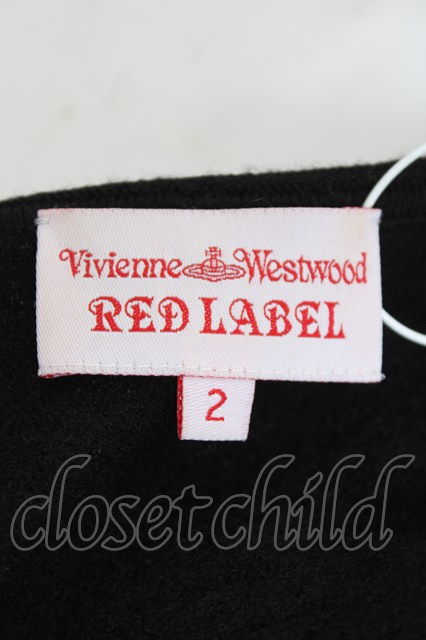 Vivienne Westwood
RED LABEL
2
closetchild